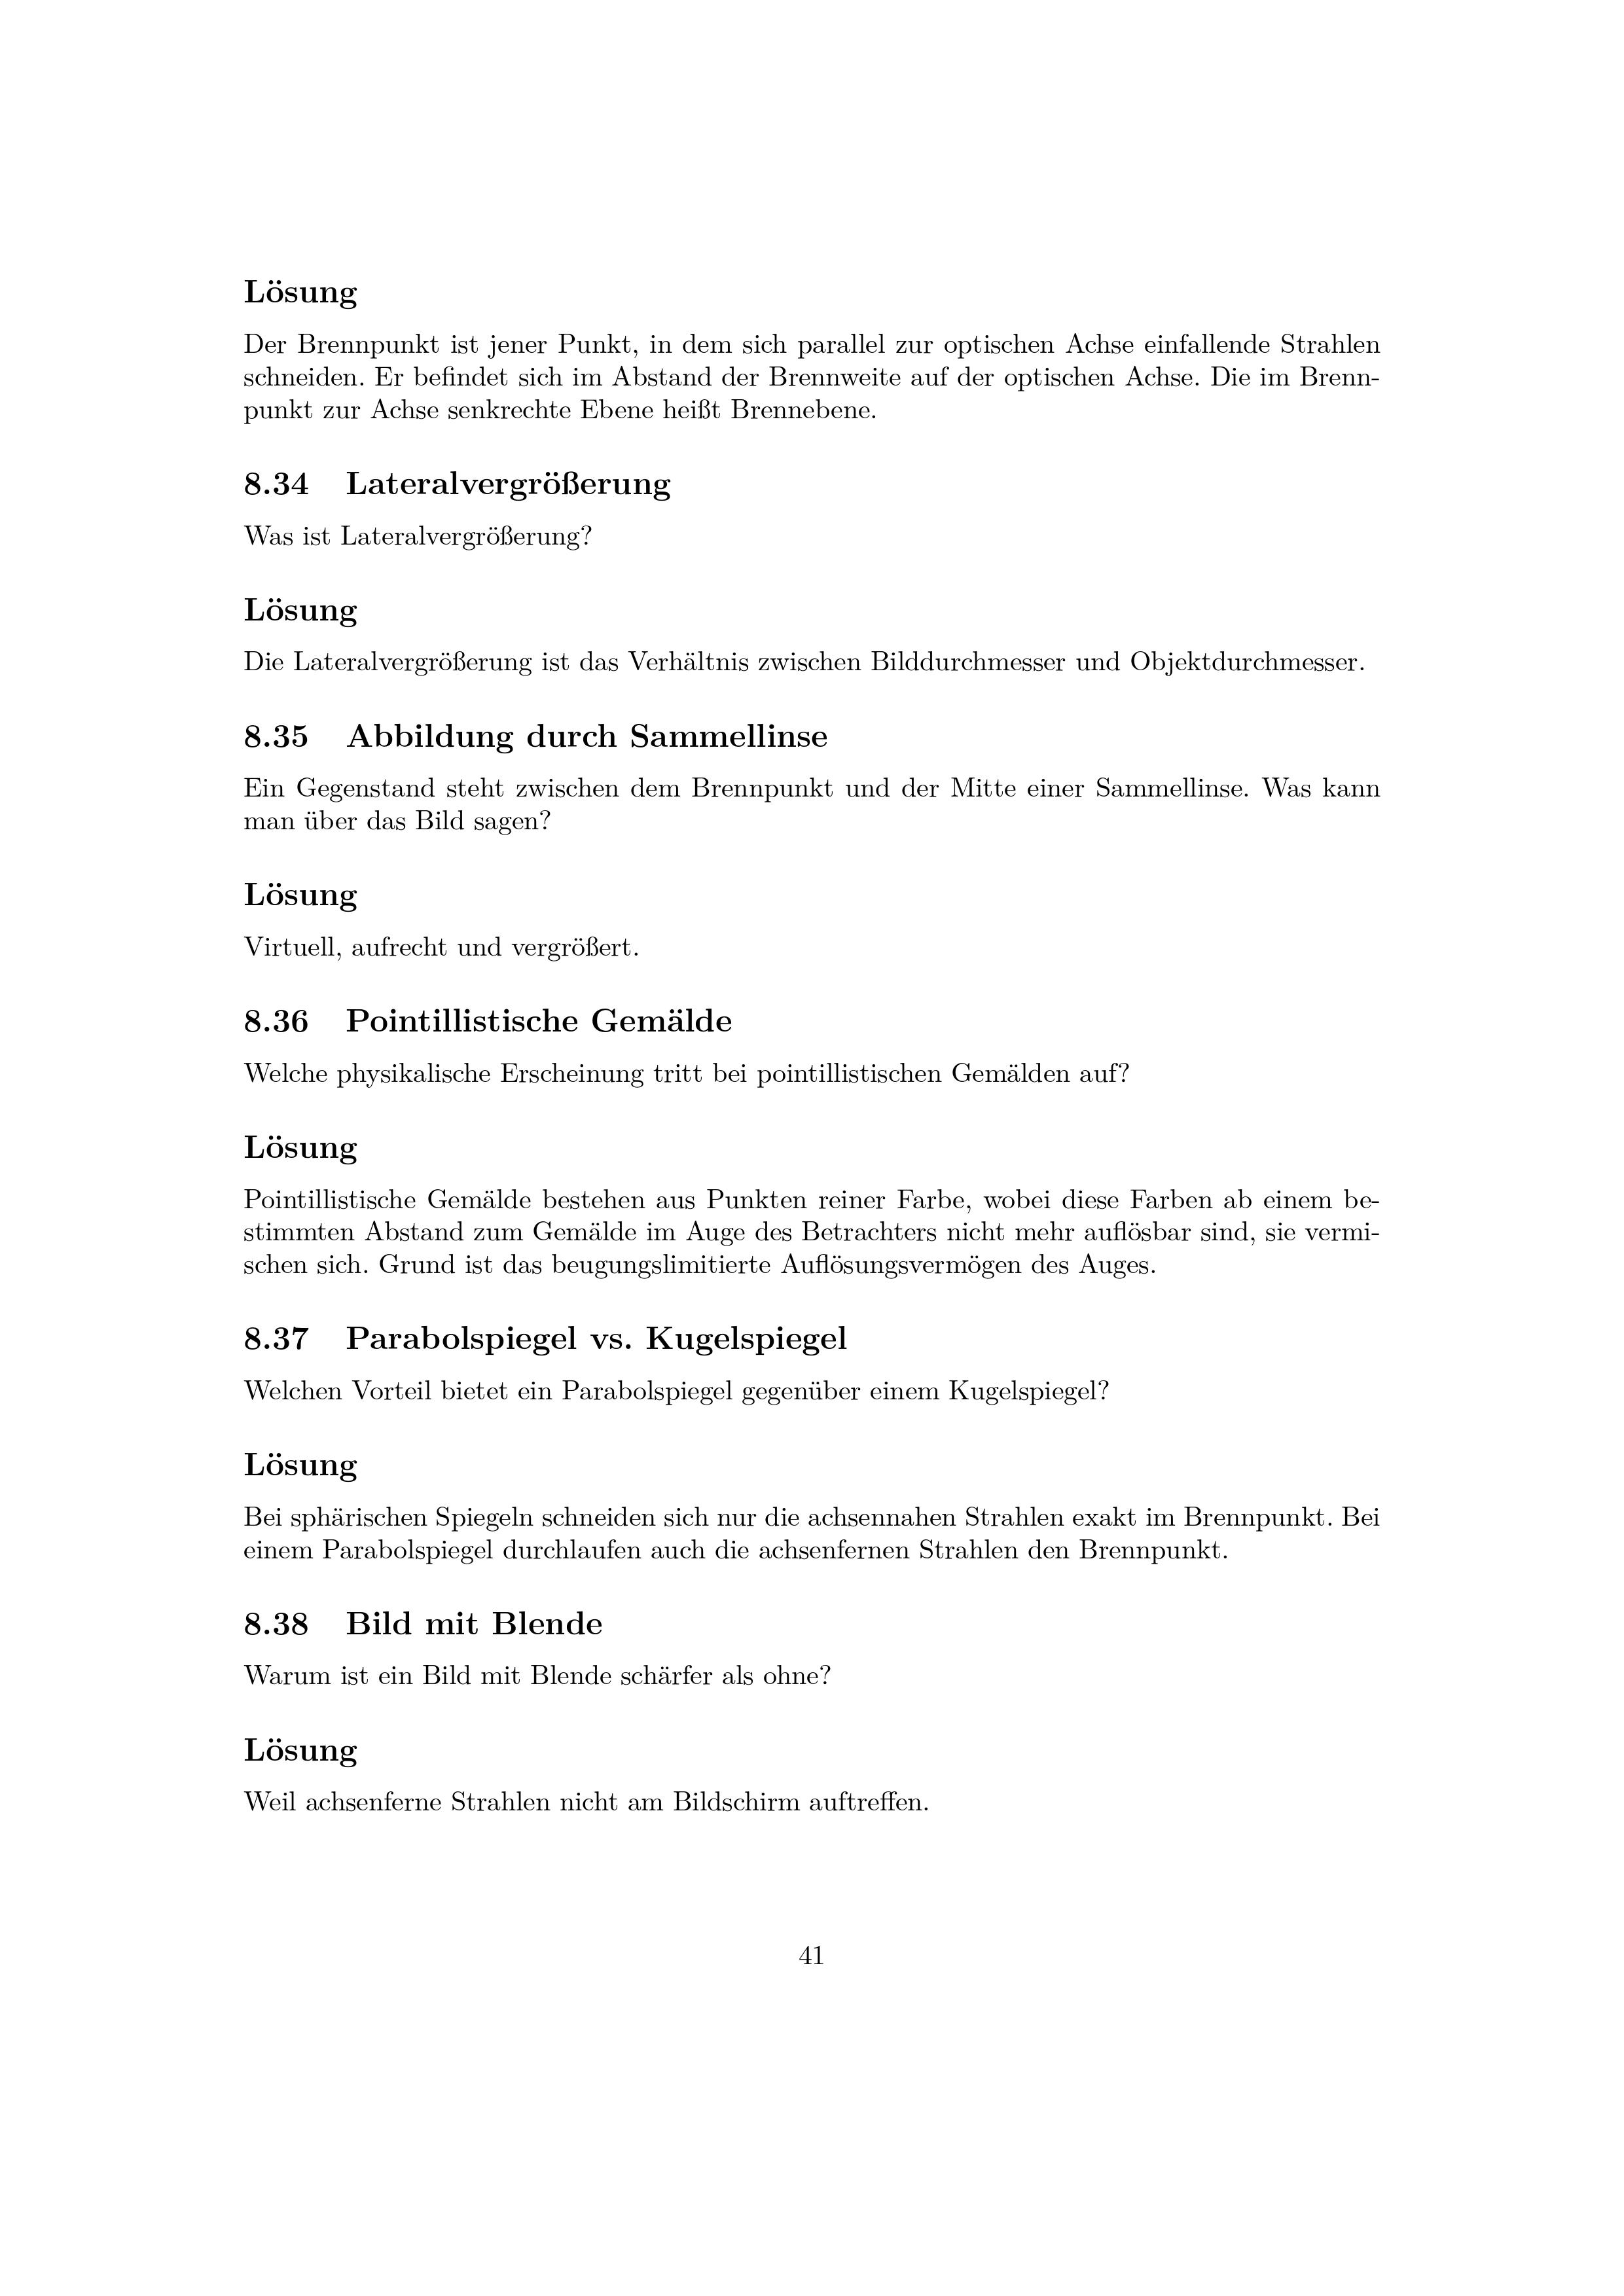 Lösung
Der Brennpunkt ist jener Punkt, in dem sich parallel zur optischen Achse einfallende Strahlen
schneiden. Er befindet sich im Abstand der Brennweite auf der optischen Achse. Die im Brenn-
punkt zur Achse senkrechte Ebene heißt Brennebene.
8.34 Lateralvergrößerung
Was ist Lateralvergrößerung?
Lösung
Die Lateralvergrößerung ist das Verhältnis zwischen Bilddurchmesser und Objektdurchmesser.
8.35 Abbildung durch Sammellinse
Ein Gegenstand steht zwischen dem Brennpunkt und der Mitte einer Sammellinse. Was kann
man über das Bild sagen?
Lösung
Virtuell, aufrecht und vergrößert.
8.36 Pointillistische Gemälde
Welche physikalische Erscheinung tritt bei pointillistischen Gemälden auf?
Lösung
Pointillistische Gemälde bestehen aus Punkten reiner Farbe, wobei diese Farben ab einem be-
stimmten Abstand zum Gemälde im Auge des Betrachters nicht mehr auflösbar sind, sie vermi-
schen sich. Grund ist das beugungslimitierte Auflösungsvermögen des Auges.
8.37 Parabolspiegel vs. Kugelspiegel
Welchen Vorteil bietet ein Parabolspiegel gegenüber einem Kugelspiegel?
Lösung
Bei sphärischen Spiegeln schneiden sich nur die achsennahen Strahlen exakt im Brennpunkt. Bei
einem Parabolspiegel durchlaufen auch die achsenfernen Strahlen den Brennpunkt.
8.38 Bild mit Blende
Warum ist ein Bild mit Blende schärfer als ohne?
Lösung
Weil achsenferne Strahlen nicht am Bildschirm auftreffen.
41